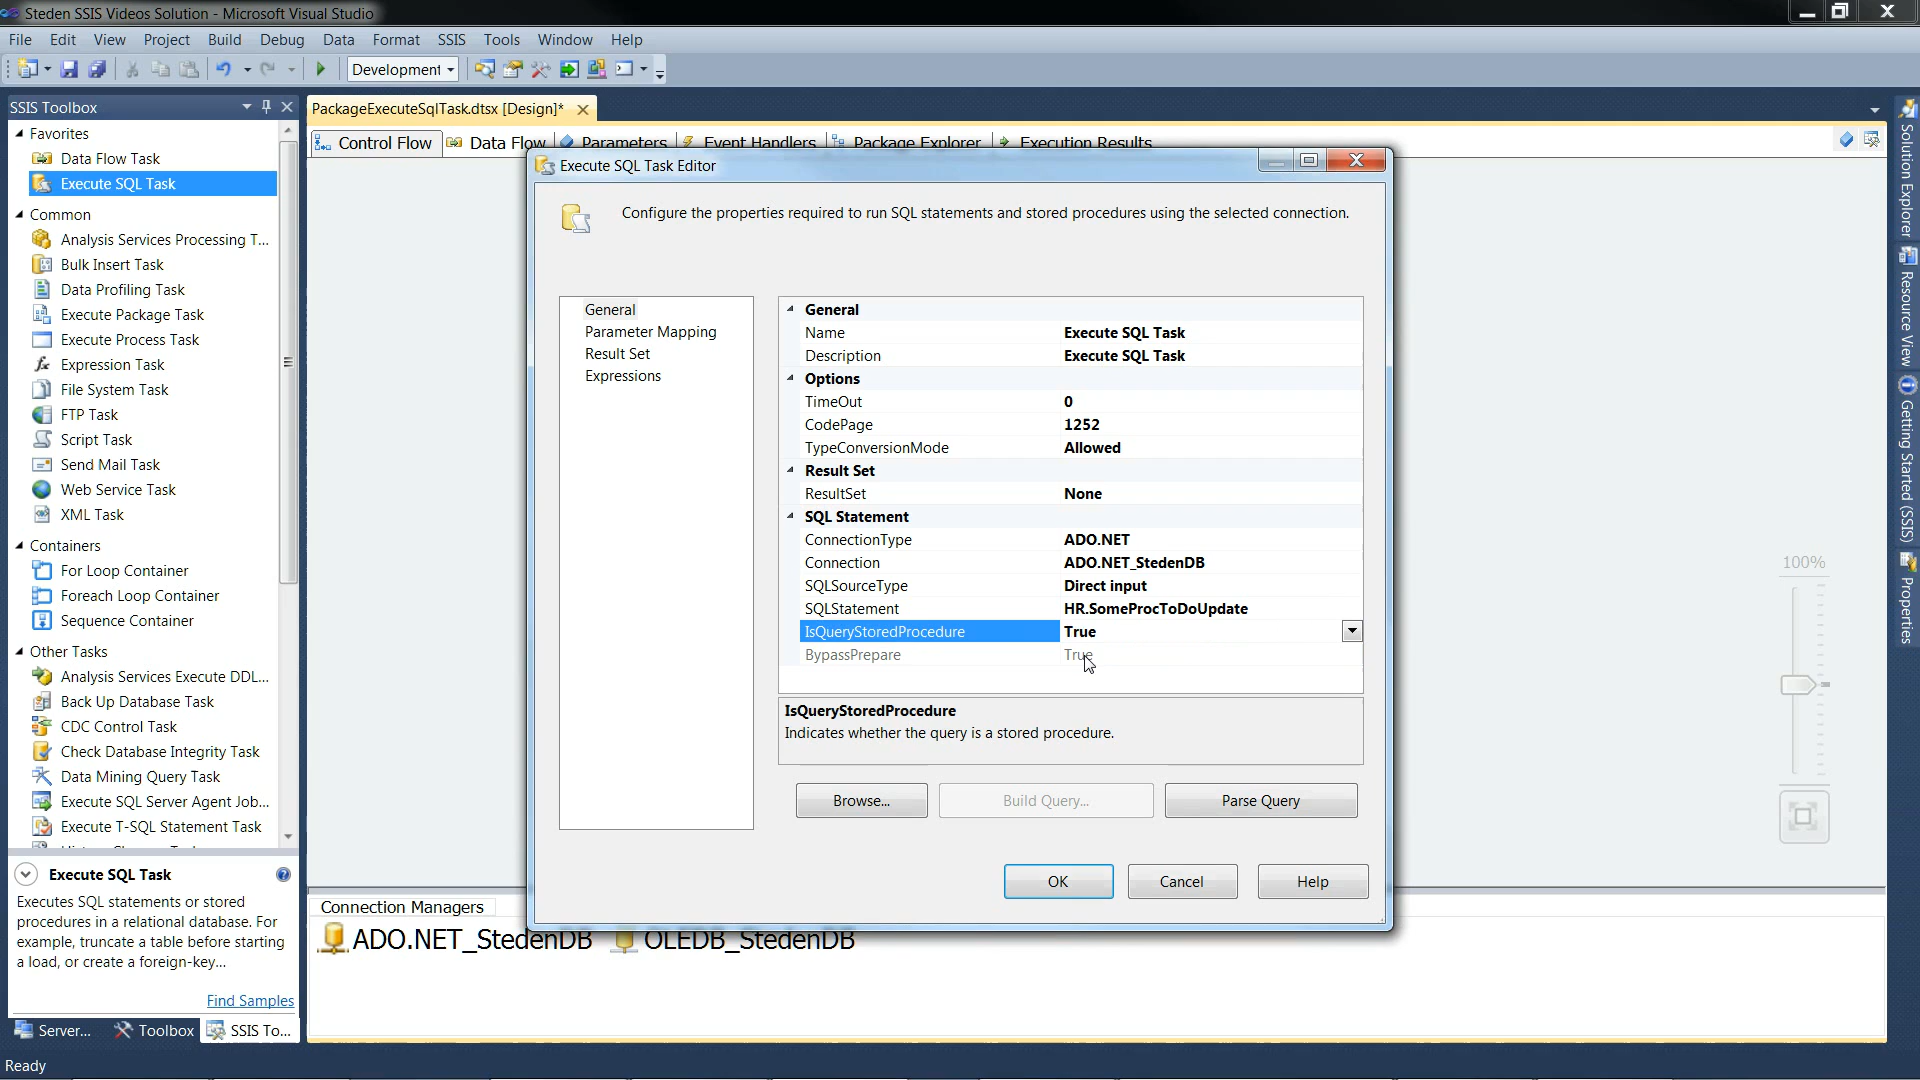 Steden SSIS Videos Solution - Microsoft Visual Studio
File Edit View Project Build Debug Data Format SSIS Tools Window Help
Development
SSIS Toolbox
Favorites
Data Flow Task
Execute SQL Task
Common
Analysis Services Processing T...
Bulk Insert Task
Data Profiling Task
Execute Package Task
Execute Process Task
Expression Task
File System Task
FTP Task
Script Task
Send Mail Task
Web Service Task
XML Task
Containers
For Loop Container
Foreach Loop Container
Sequence Container
Other Tasks
Analysis Services Execute DDL...
Back Up Database Task
CDC Control Task
Check Database Integrity Task
Data Mining Query Task
Execute SQL Server Agent Job...
Execute T-SQL Statement Task
Execute SQL Task
Executes SQL statements or stored
procedures in a relational database. For
example, truncate a table before starting
a load, or create a foreign-key...
Find Samples
Server... Toolbox SSIS To...
Ready
PackageExecuteSqlTask.dtsx [Design]*
Control Flow Data Flow Parameters Event Handlers Package Explorer Execution Results
Execute SQL Task Editor
Configure the properties required to run SQL statements and stored procedures using the selected connection.
General
Parameter Mapping
Result Set
Expressions
General
Name Execute SQL Task
Description Execute SQL Task
Options
TimeOut 0
CodePage 1252
TypeConversionMode Allowed
Result Set
ResultSet None
SQL Statement
ConnectionType ADO.NET
Connection ADO.NET_StedenDB
SQLSourceType Direct input
SQLStatement HR.SomeProcToDoUpdate
IsQueryStoredProcedure True
BypassPrepare True
IsQueryStoredProcedure
Indicates whether the query is a stored procedure.
Browse... Build Query... Parse Query
OK Cancel Help
Connection Managers
ADO.NET_StedenDB OLEDB_StedenDB
100%
Solution Explorer
Resource View
Getting Started (SSIS)
Properties